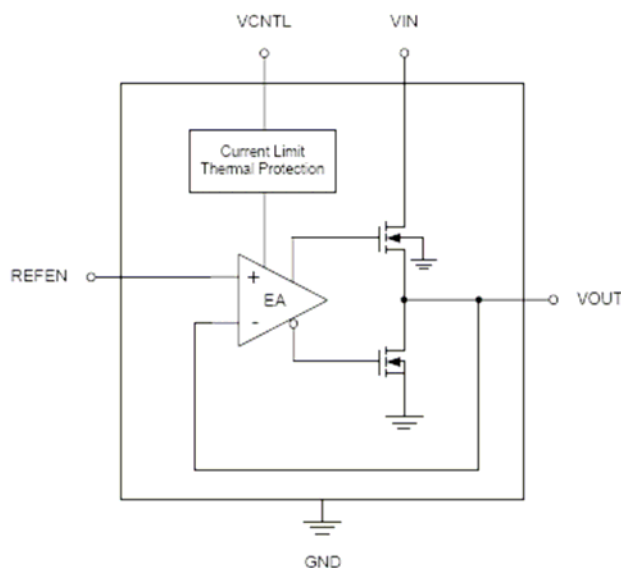 VCNTL
VIN
Current Limit
Thermal Protection
REFEN
+
EA
-
VOUT
GND